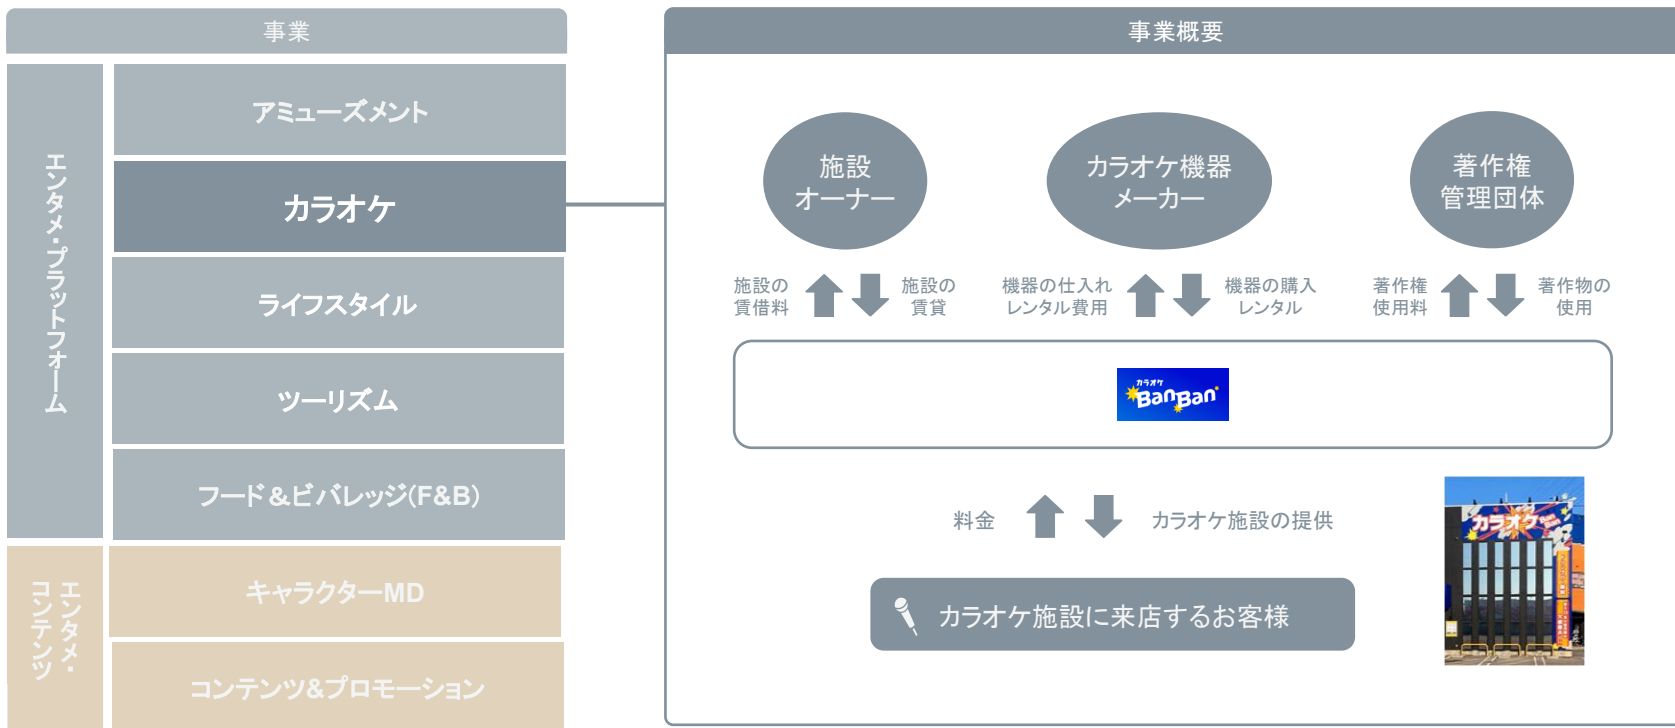 事業
エンタメ・プラットフォーム
アミューズメント
カラオケ
ライフスタイル
ツーリズム
フード&ビバレッジ(F&B)
エンタメ・
コンテンツ
キャラクターMD
コンテンツ&プロモーション
事業概要
施設
オーナー
カラオケ機器
メーカー
著作権
管理団体
施設の
賃借料
施設の
賃貸
機器の仕入れ
レンタル費用
機器の購入
レンタル
著作権
使用料
著作物の
使用
カラオケ
BanBan
料金
カラオケ施設の提供
カラオケ施設に来店するお客様
カラオケ